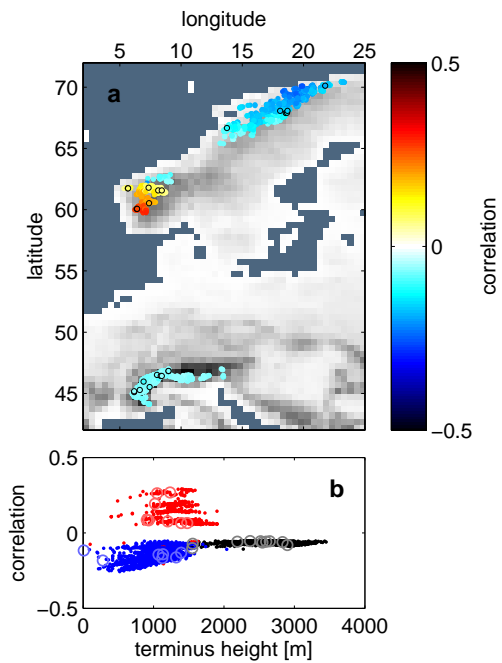 longitude
5 10 15 20 25
a
70
65
60
55
50
45
latitude
0.5
0
−0.5
correlation
b
0.5
0
−0.5
correlation
0 1000 2000 3000 4000
terminus height [m]